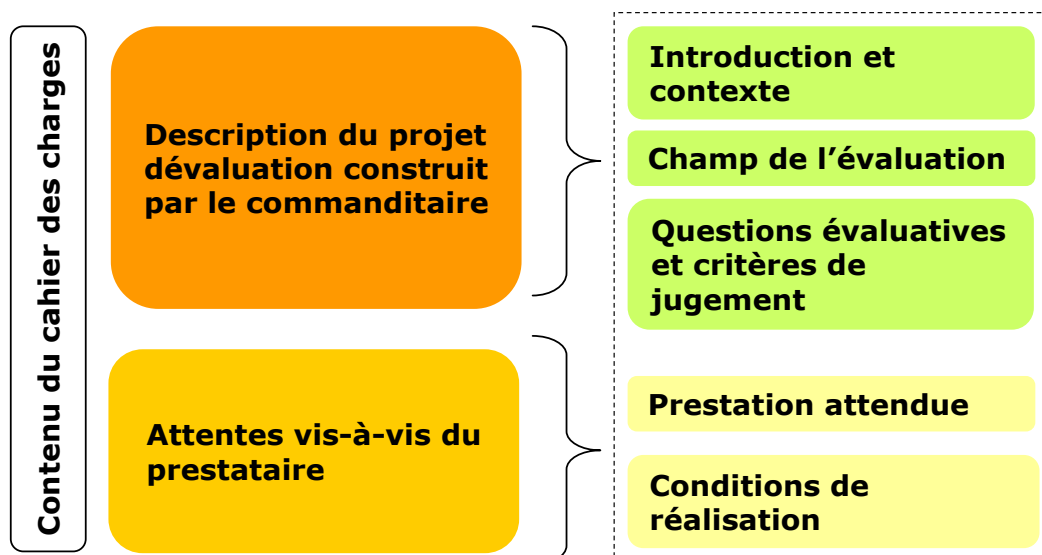 Contenu du cahier des charges
Description du projet
dévaluation construit
par le commanditaire
Introduction et
contexte
Champ de l’évaluation
Questions évaluatives
et critères de
jugement
Attentes vis-à-vis du
prestataire
Prestation attendue
Conditions de
réalisation